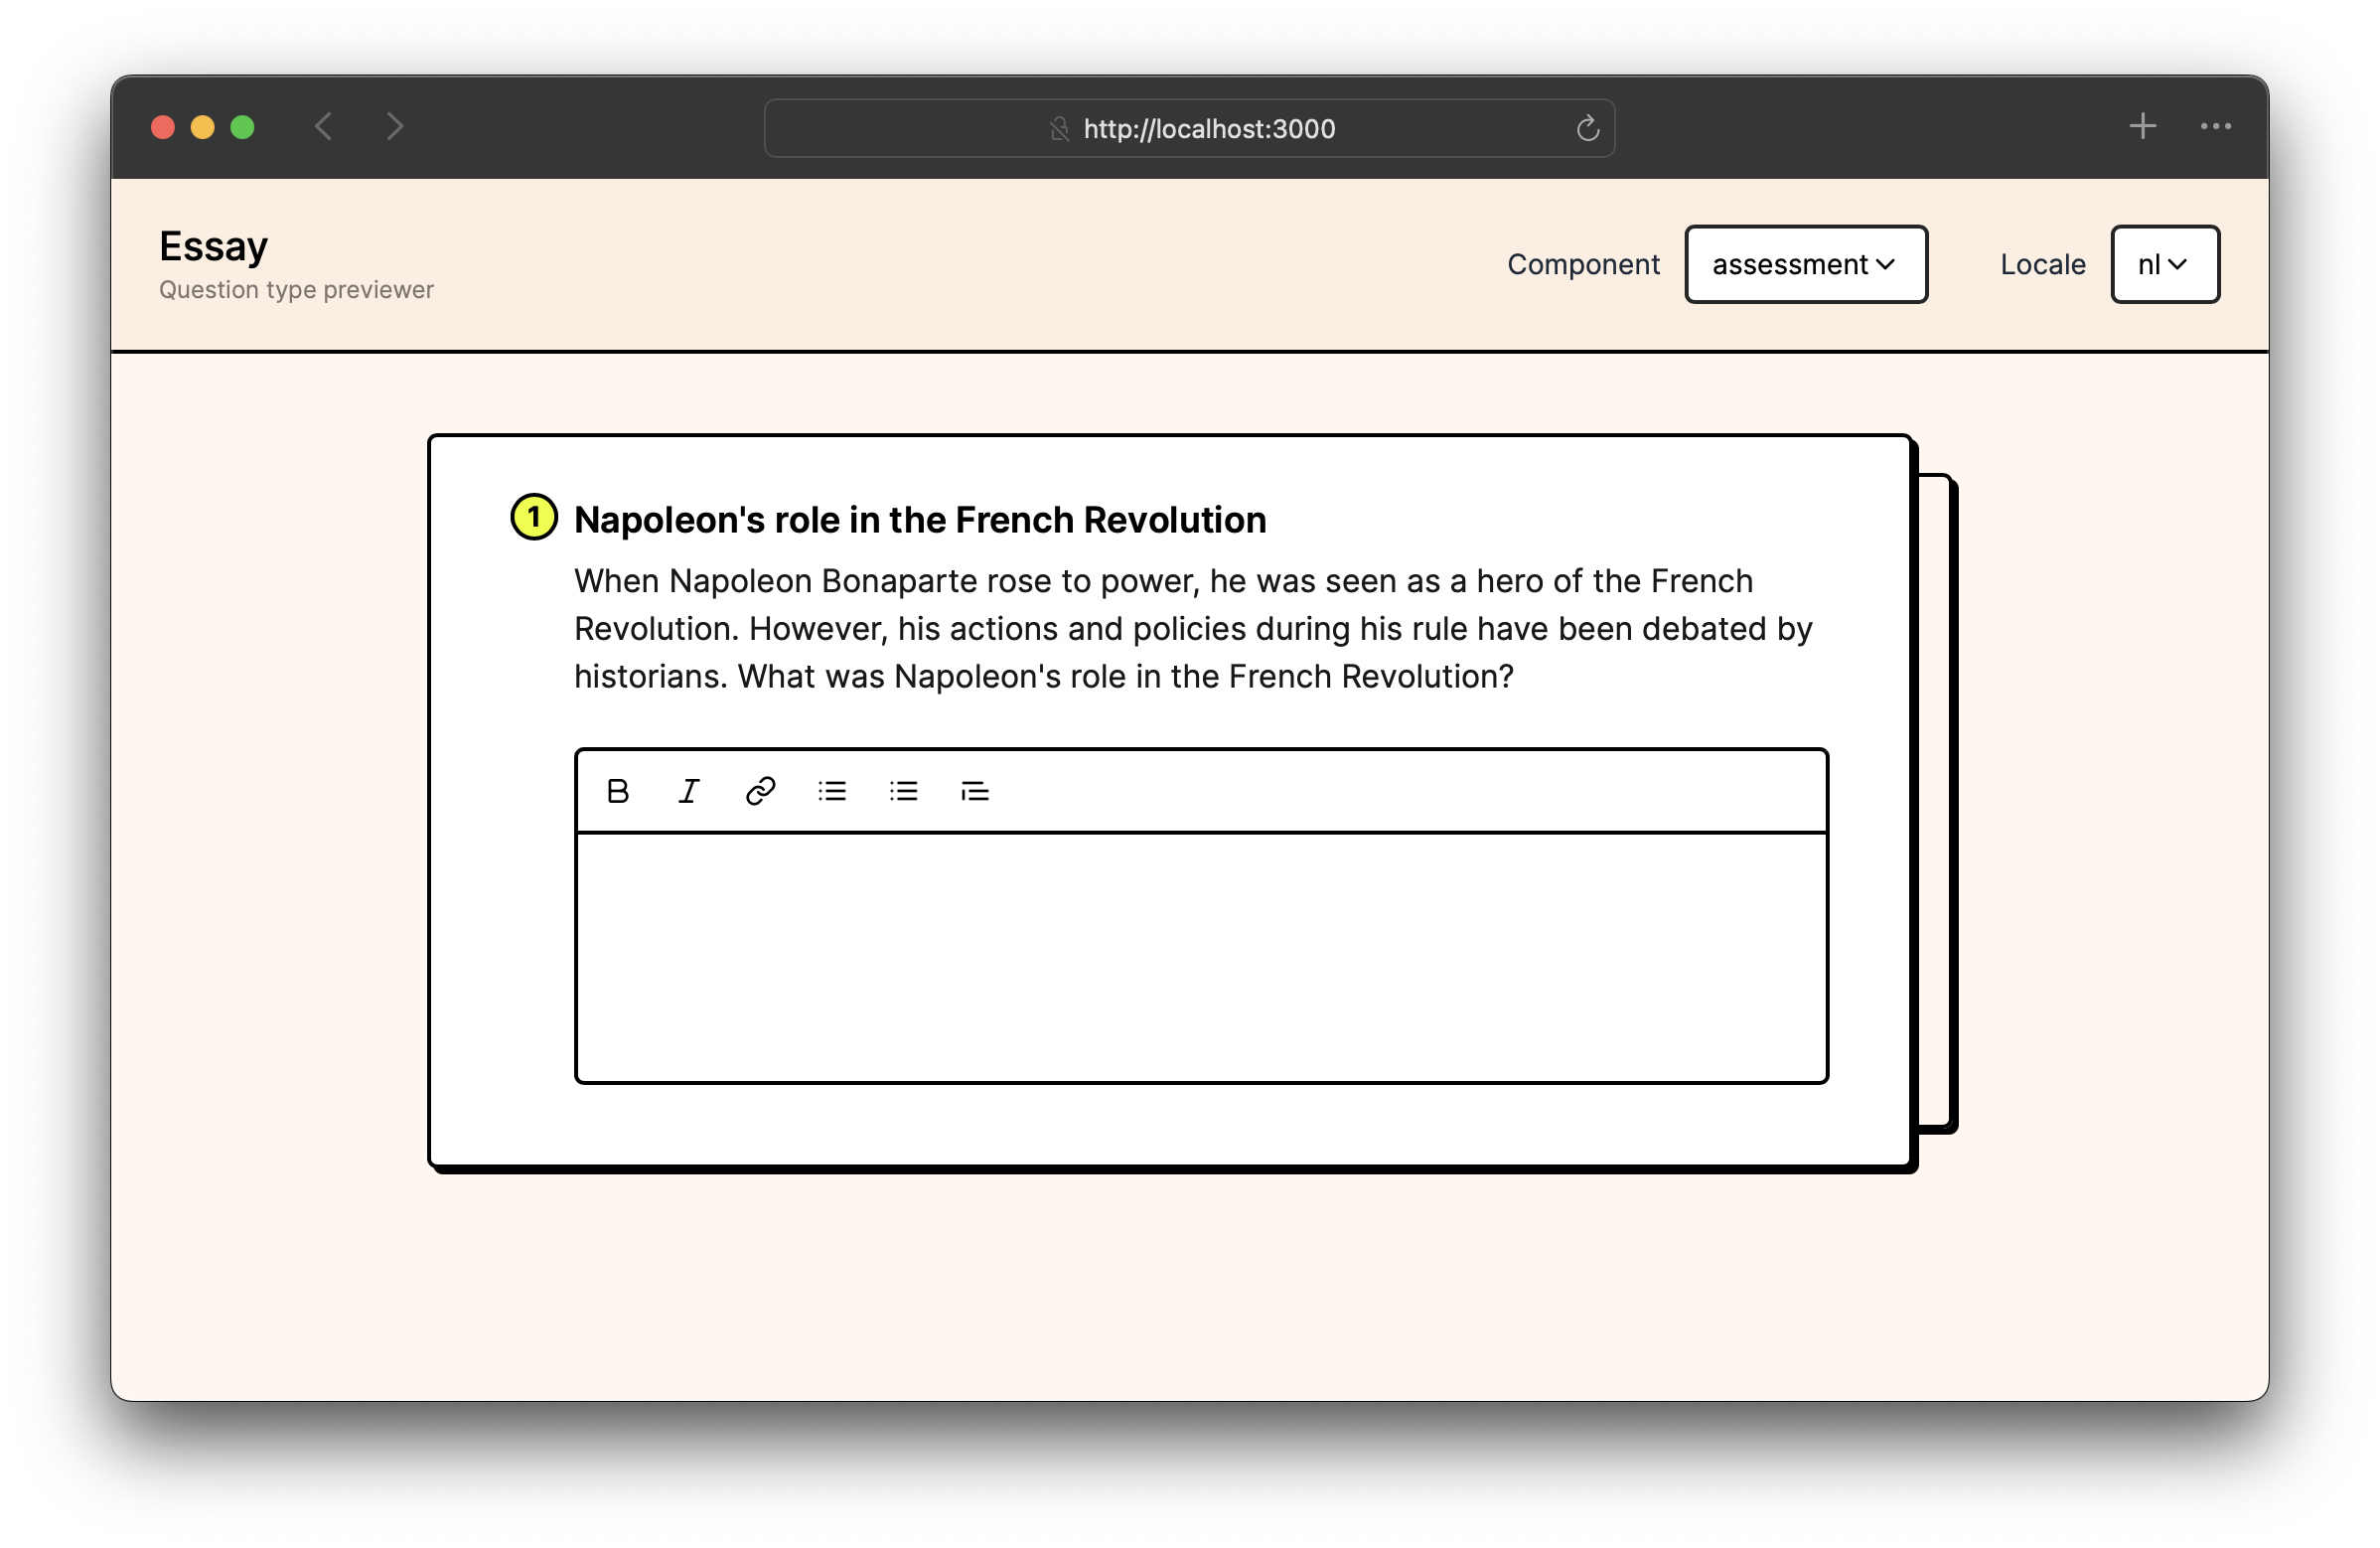 http://localhost:3000
Essay
Question type previewer
Component
assessment
Locale
nl
1
Napoleon's role in the French Revolution
When Napoleon Bonaparte rose to power, he was seen as a hero of the French
Revolution. However, his actions and policies during his rule have been debated by
historians. What was Napoleon's role in the French Revolution?
B
I